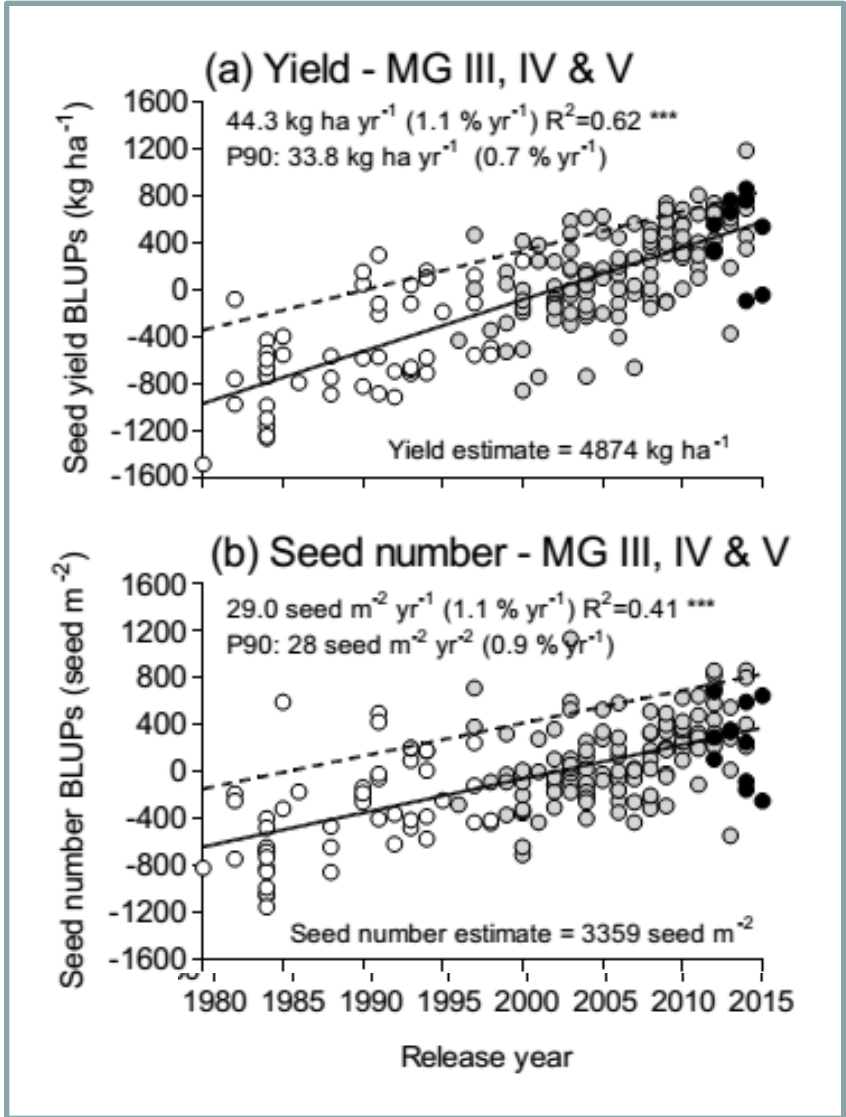 (a) Yield - MG III, IV & V
44.3 kg ha yr⁻¹ (1.1 % yr⁻¹) R²=0.62 ***
P90: 33.8 kg ha yr⁻¹ (0.7 % yr⁻¹)
Seed yield BLUPs (kg ha⁻¹)
1600
1200
800
400
0
-400
-800
-1200
-1600
Yield estimate = 4874 kg ha⁻¹
(b) Seed number - MG III, IV & V
29.0 seed m⁻² yr⁻¹ (1.1 % yr⁻¹) R²=0.41 ***
P90: 28 seed m⁻² yr⁻² (0.9 % yr⁻¹)
Seed number BLUPs (seed m⁻²)
1600
1200
800
400
0
-400
-800
-1200
-1600
Seed number estimate = 3359 seed m⁻²
1980 1985 1990 1995 2000 2005 2010 2015
Release year